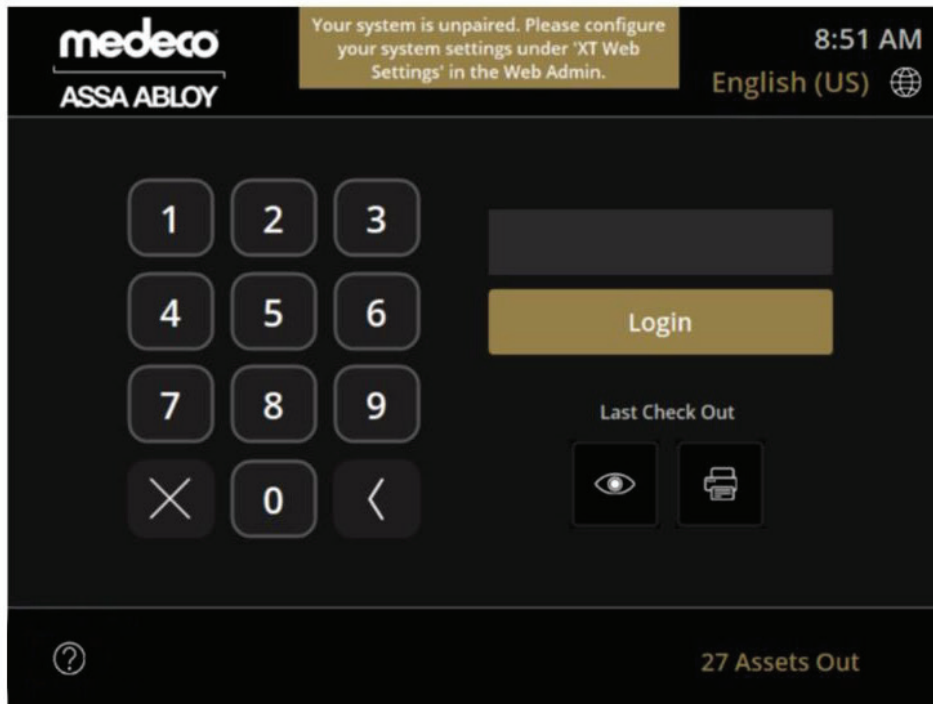 medeco
ASSA ABLOY
Your system is unpaired. Please configure
your system settings under 'XT Web
Settings' in the Web Admin.
8:51 AM
English (US)
1 2 3
4 5 6
7 8 9
0
Login
Last Check Out
?
27 Assets Out